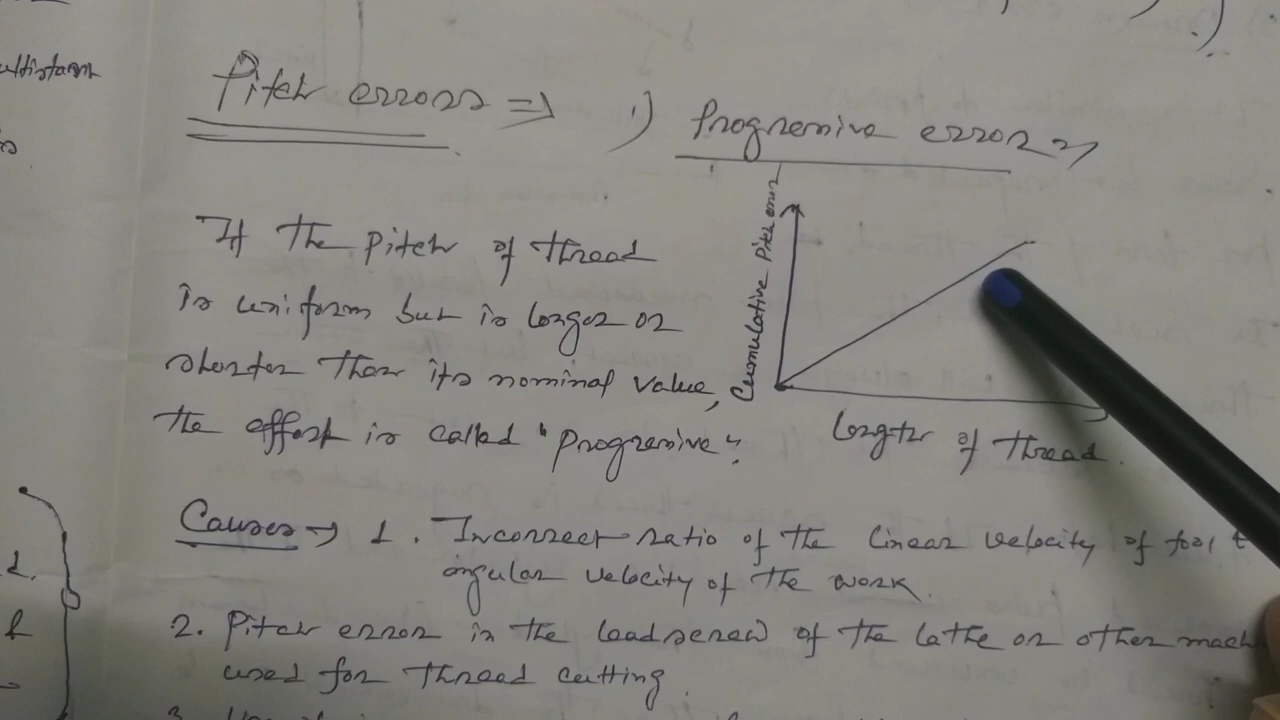 Pitch errors ⇒ 1) Progressive error →
Cumulative Pitch error
Length of thread.
If the pitch of thread
is uniform but is longer or
shorter than its nominal value,
the effect is called "Progressive".
Causes → 1. Incorrect ratio of the linear velocity of tool t
angular velocity of the work.
2. Pitch error in the leadscrew of the lathe or other mach
used for thread cutting.
3.